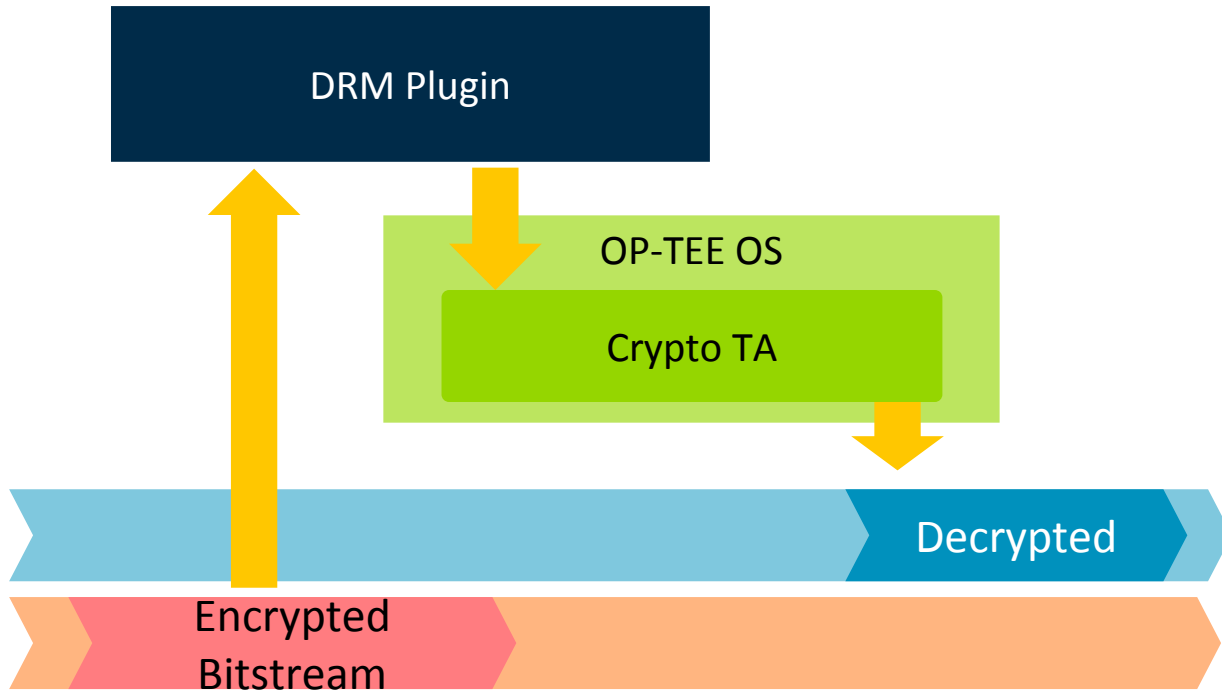 DRM Plugin
OP-TEE OS
Crypto TA
Decrypted
Encrypted
Bitstream